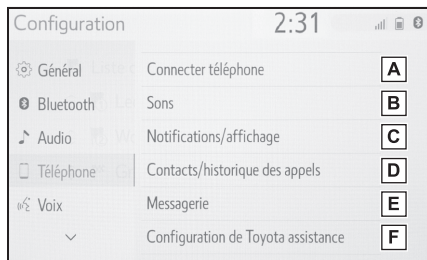 Configuration 2:31
Général
Bluetooth
Audio
Téléphone
Voix
Connecter téléphone A
Sons B
Notifications/affichage C
Contacts/historique des appels D
Messagerie E
Configuration de Toyota assistance F